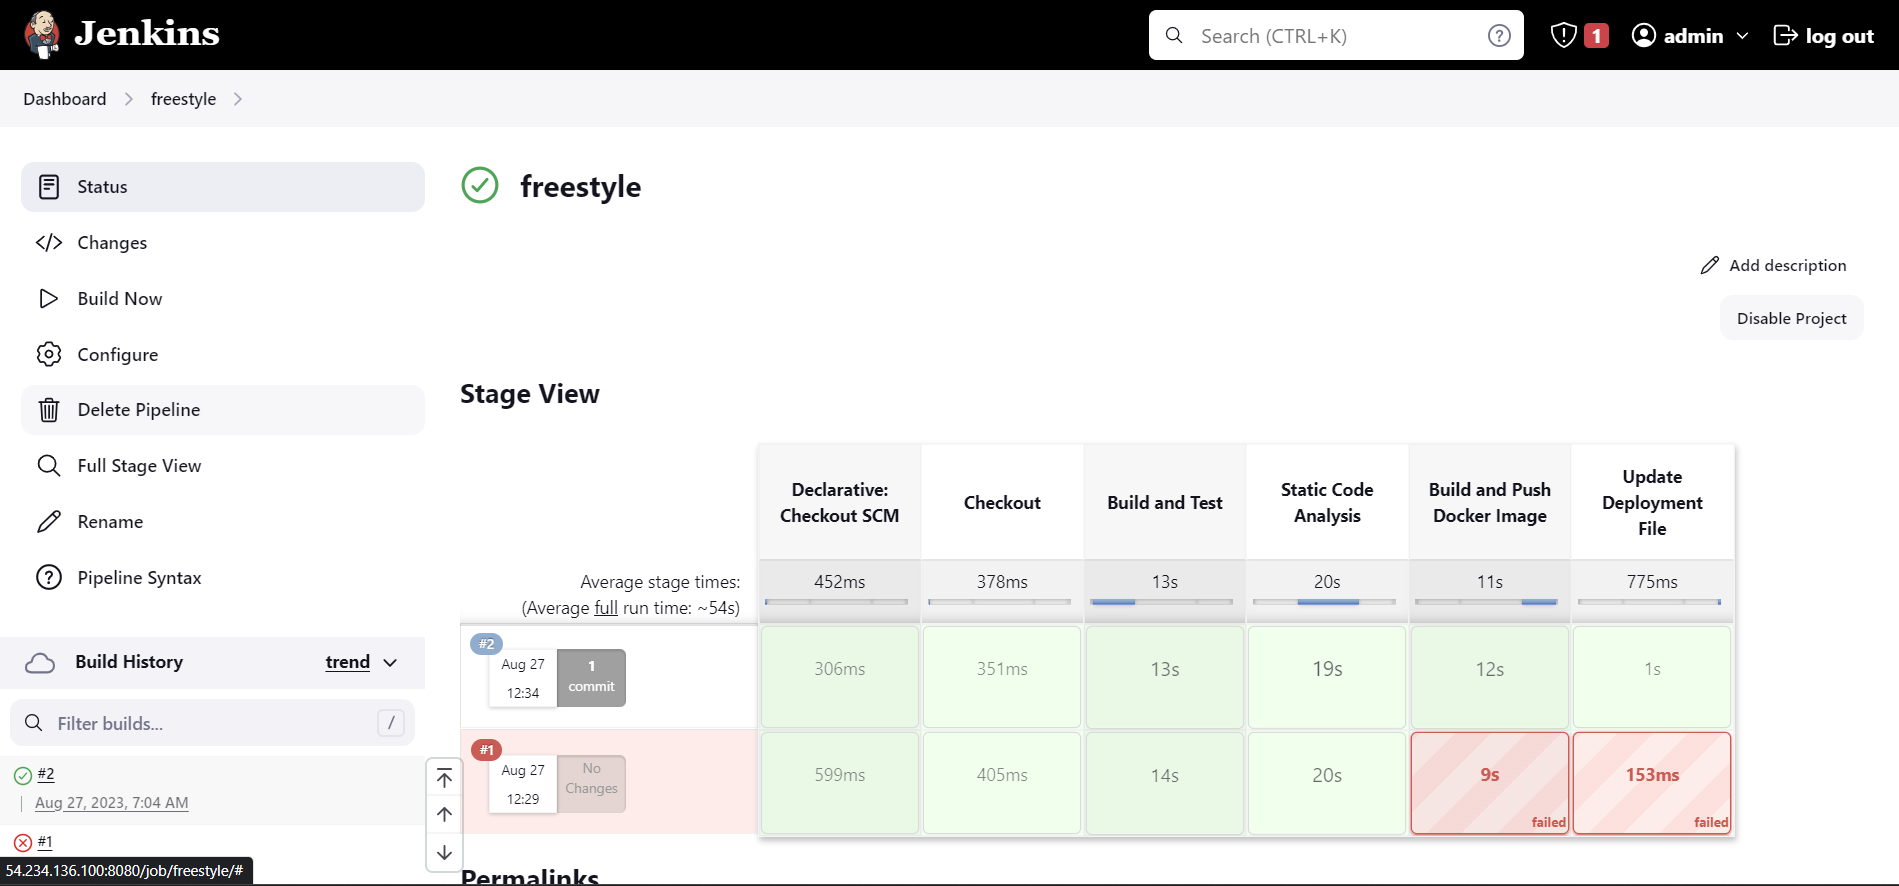 Jenkins
Search (CTRL+K)
?
1
admin
log out
Dashboard
freestyle
Status
Changes
Build Now
Configure
Delete Pipeline
Full Stage View
Rename
Pipeline Syntax
Build History
trend
Filter builds...
/
#2
Aug 27, 2023, 7:04 AM
#1
54.234.136.100:8080/job/freestyle/#
freestyle
Add description
Disable Project
Stage View
Declarative:
Checkout SCM
Checkout
Build and Test
Static Code
Analysis
Build and Push
Docker Image
Update
Deployment
File
Average stage times:
(Average full run time: ~54s)
452ms
378ms
13s
20s
11s
775ms
#2
Aug 27
12:34
1
commit
306ms
351ms
13s
19s
12s
1s
#1
Aug 27
12:29
No
Changes
599ms
405ms
14s
20s
9s
failed
153ms
failed
Permalinks